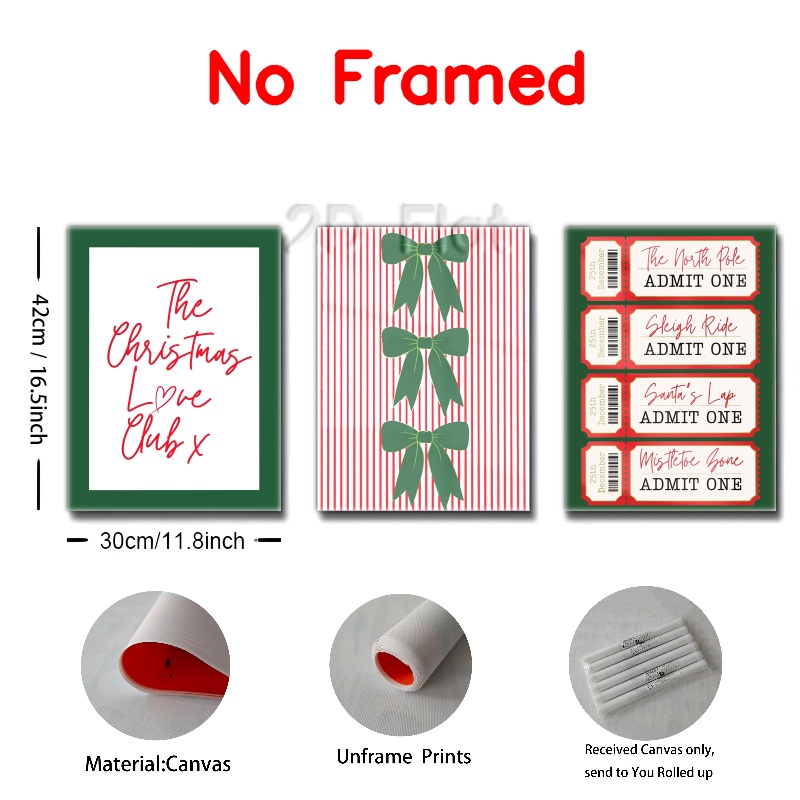 No Framed
2D Flat
42cm / 16.5inch
The
Christmas
Love
Club x
25th
December
The North Pole
ADMIT ONE
25th
December
Sleigh Ride
ADMIT ONE
25th
December
Santa's Lap
ADMIT ONE
25th
December
Mistletoe Zone
ADMIT ONE
30cm/11.8inch
Material:Canvas
Unframe Prints
Received Canvas only,
send to You Rolled up